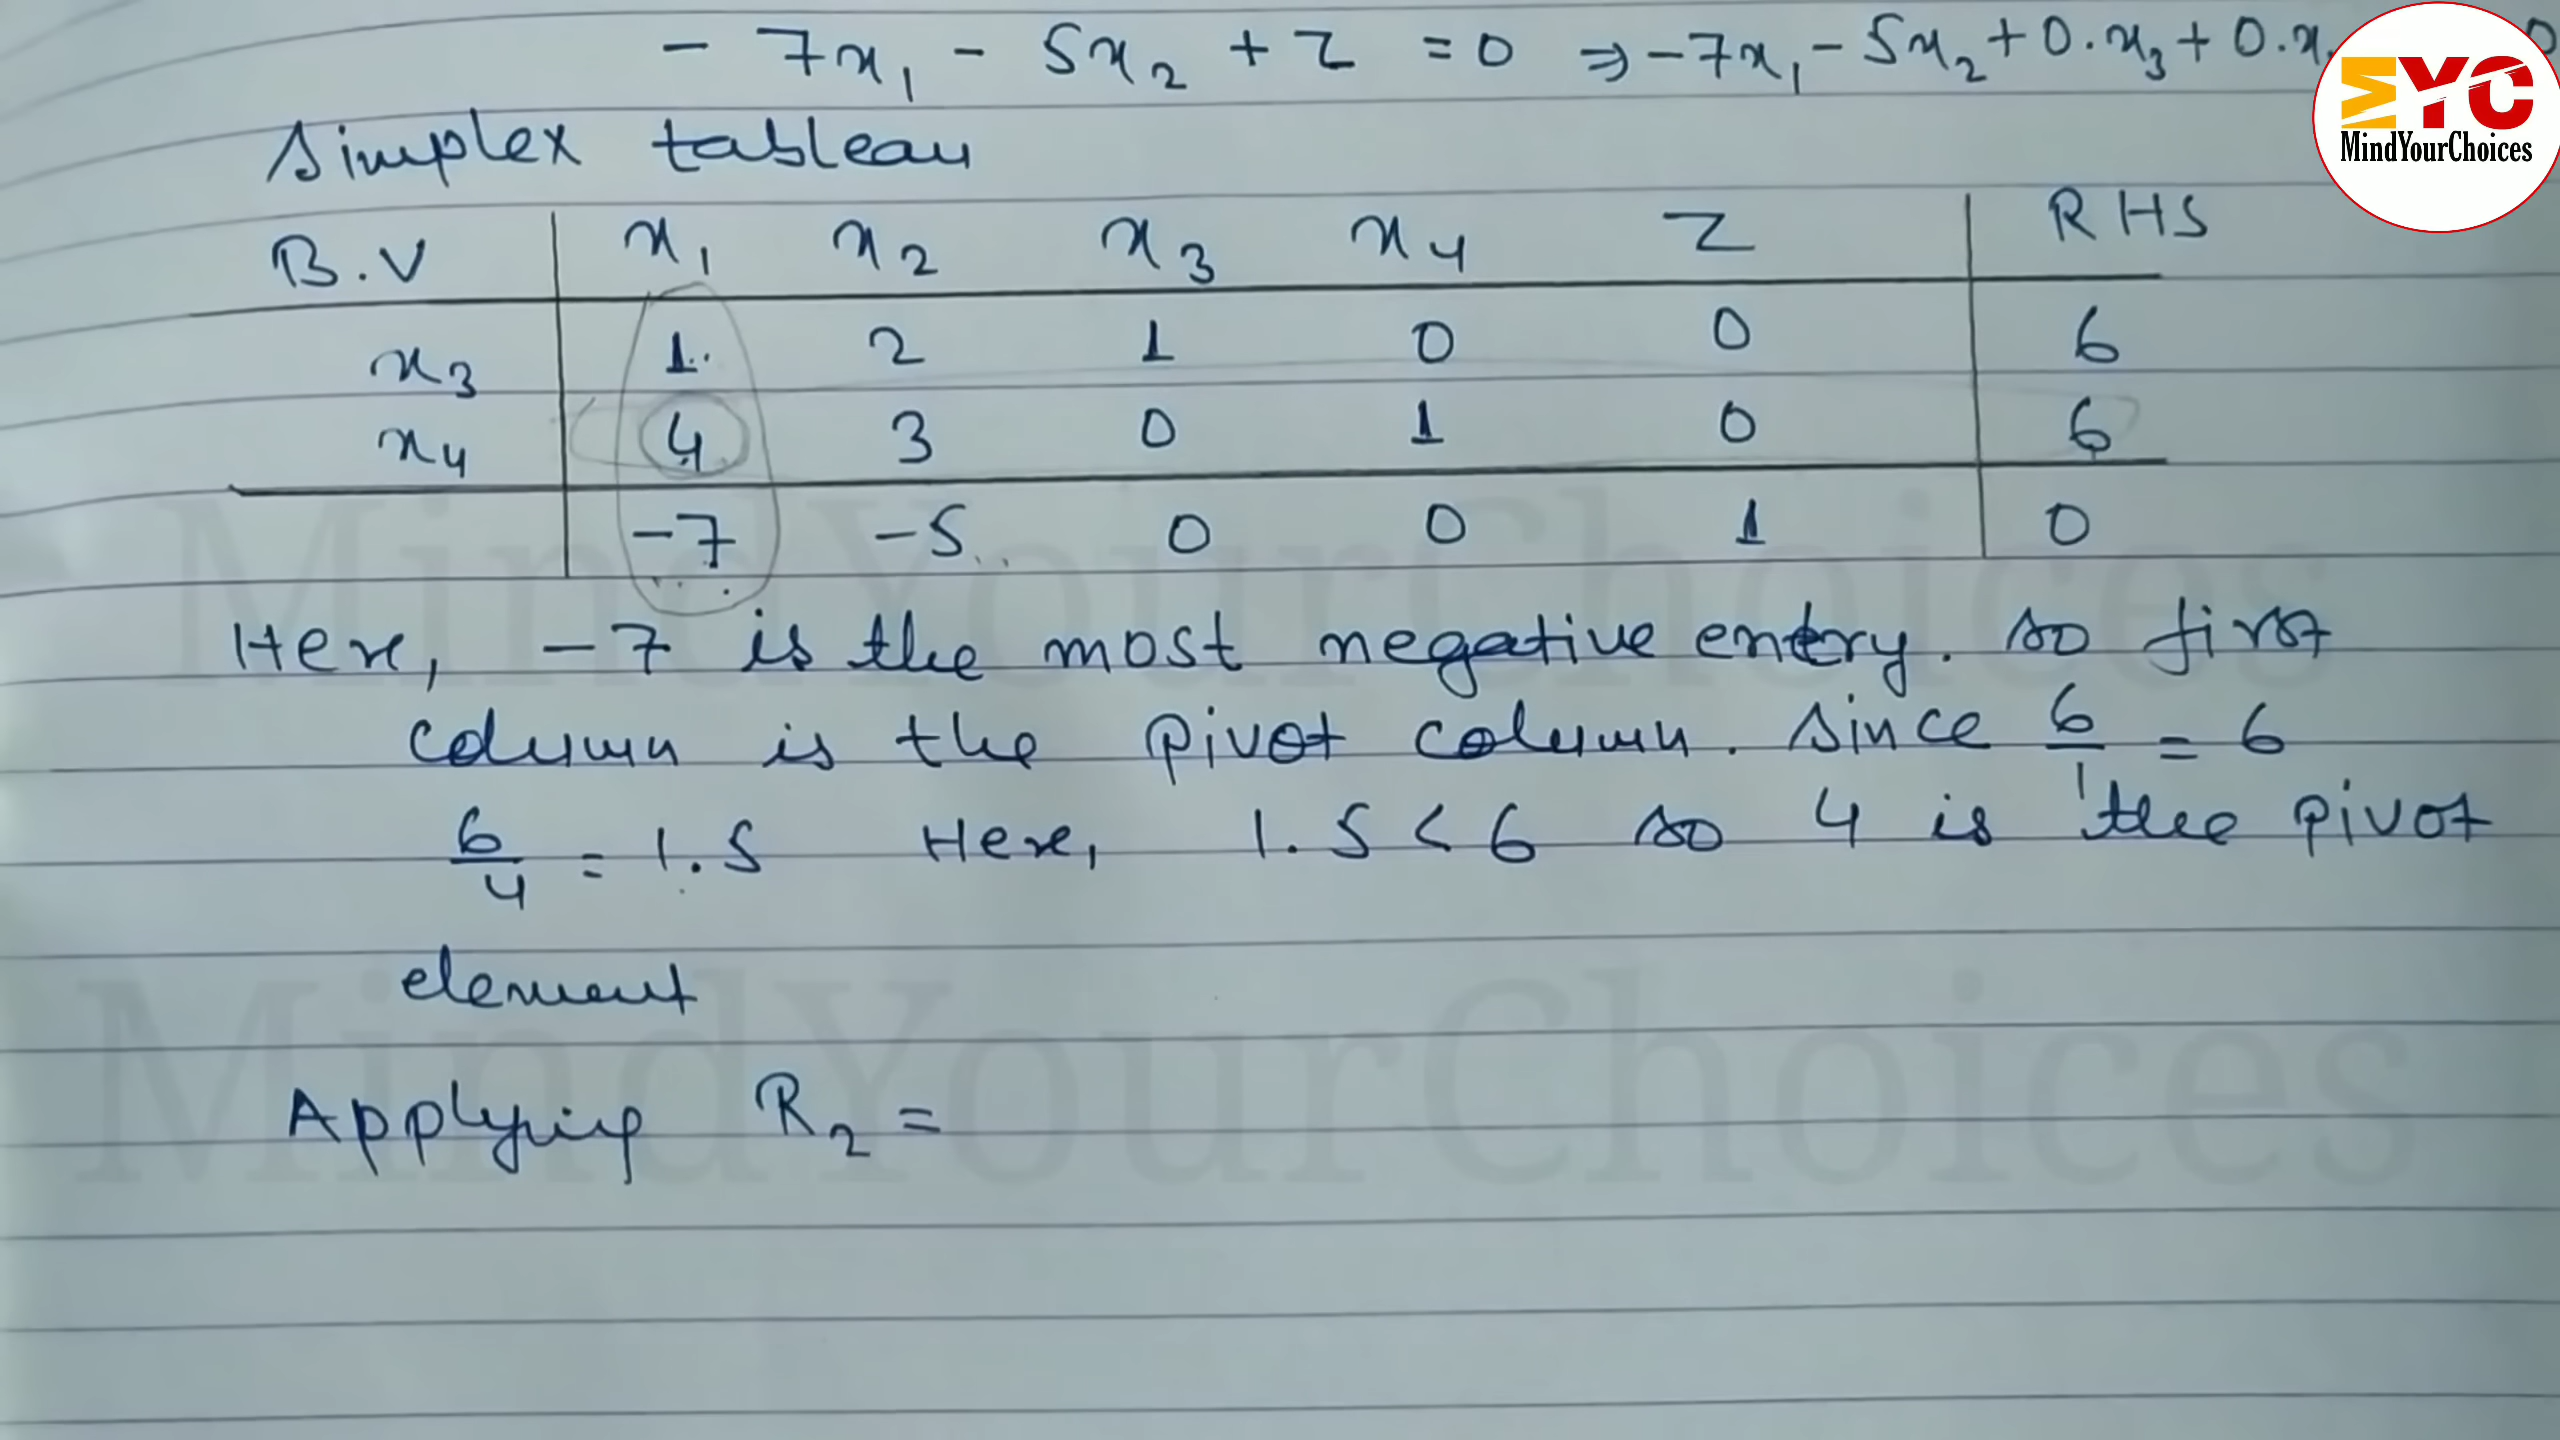 - 7x₁ - 5x₂ + Z = 0 ⇒ -7x₁ - 5x₂ + 0.x₃ + 0.x
MYC
MindYourChoices
Simplex tableau
B.V x₁ x₂ x₃ x₄ Z RHS
x₃ 1 2 1 0 0 6
x₄ 4 3 0 1 0 6
-7 -5 0 0 1 0
Here, -7 is the most negative entry. so first
column is the pivot column. Since 6/1 = 6
6/4 = 1.5 Here, 1.5 < 6 so 4 is the pivot
element
Applying R₂ =
MindYourChoices
MindYourChoices